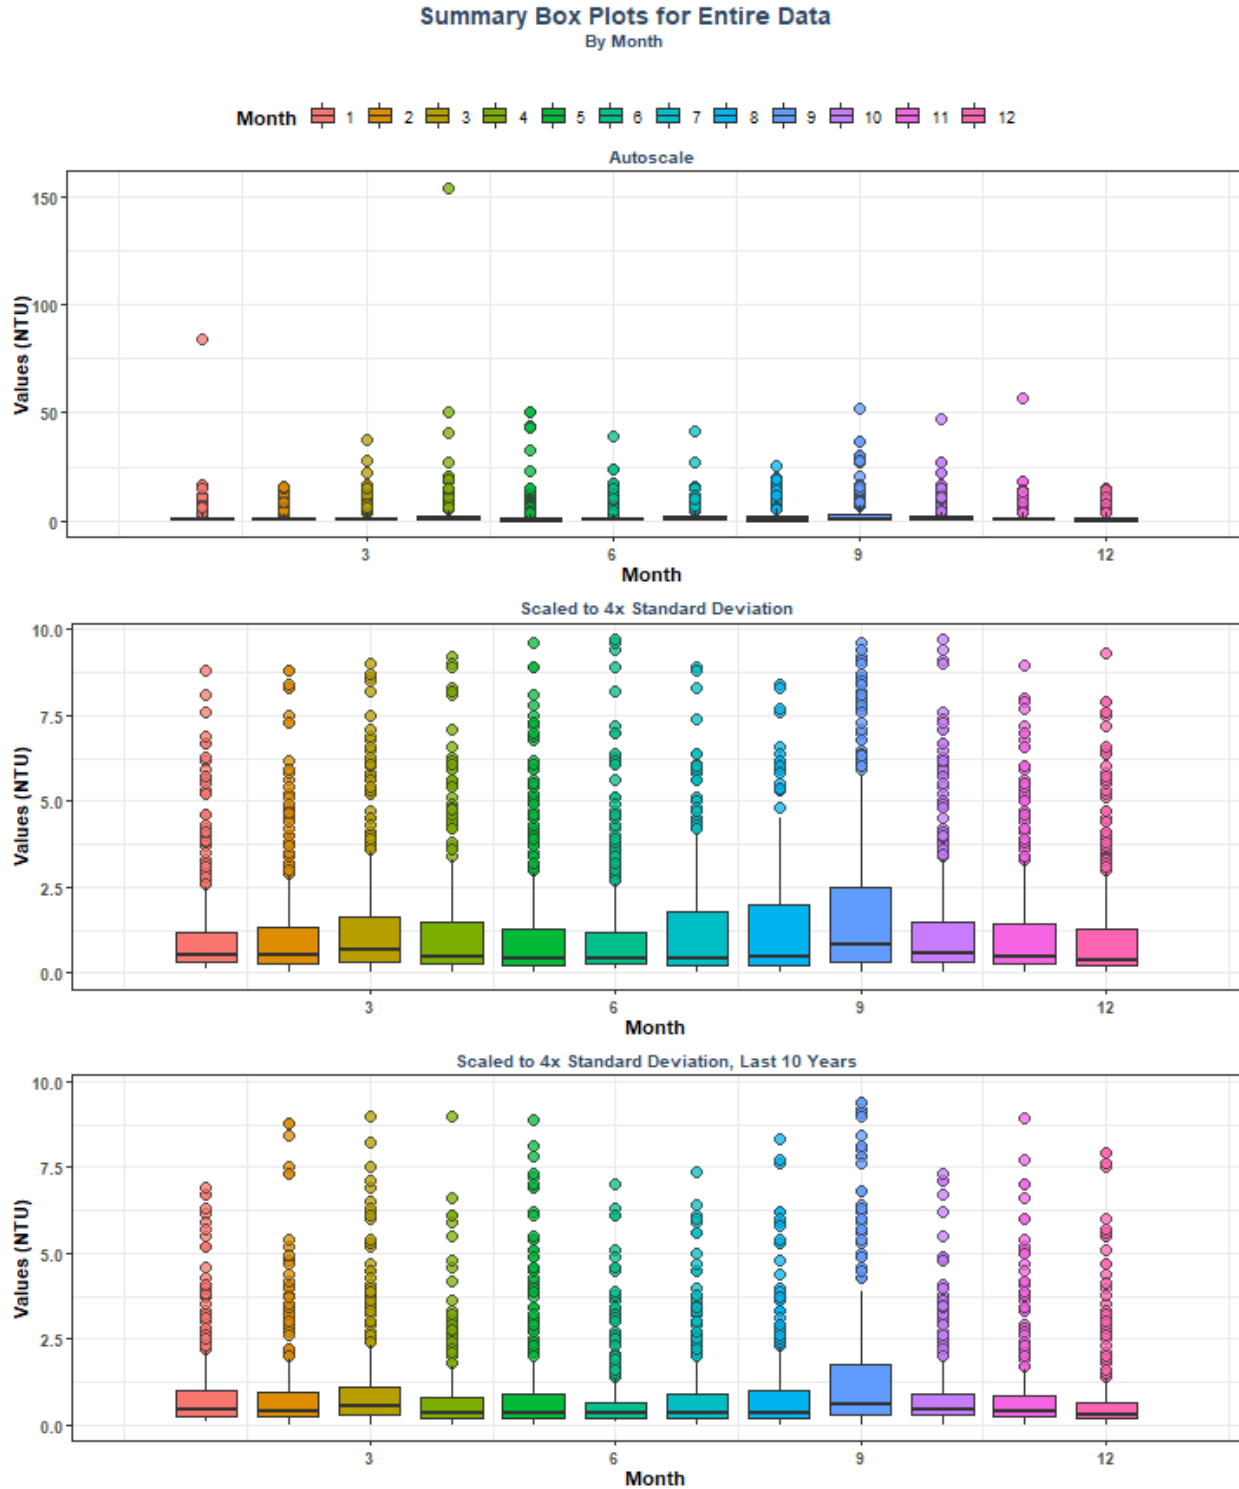 Summary Box Plots for Entire Data
By Month
Month 1 2 3 4 5 6 7 8 9 10 11 12
Autoscale
Values (NTU)
150
100
50
0
3 6 9 12
Month
Scaled to 4x Standard Deviation
Values (NTU)
10.0
7.5
5.0
2.5
0.0
3 6 9 12
Month
Scaled to 4x Standard Deviation, Last 10 Years
Values (NTU)
10.0
7.5
5.0
2.5
0.0
3 6 9 12
Month